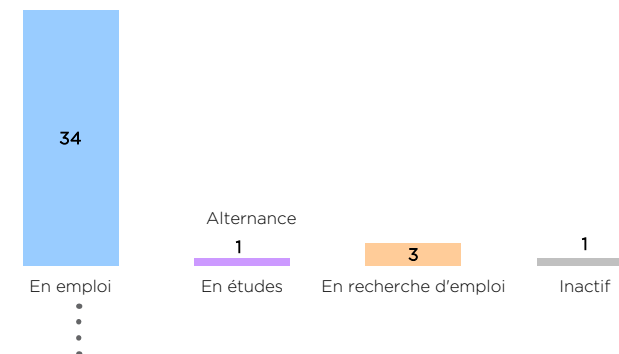 34
Alternance
1
3
1
En emploi
En études
En recherche d'emploi
Inactif